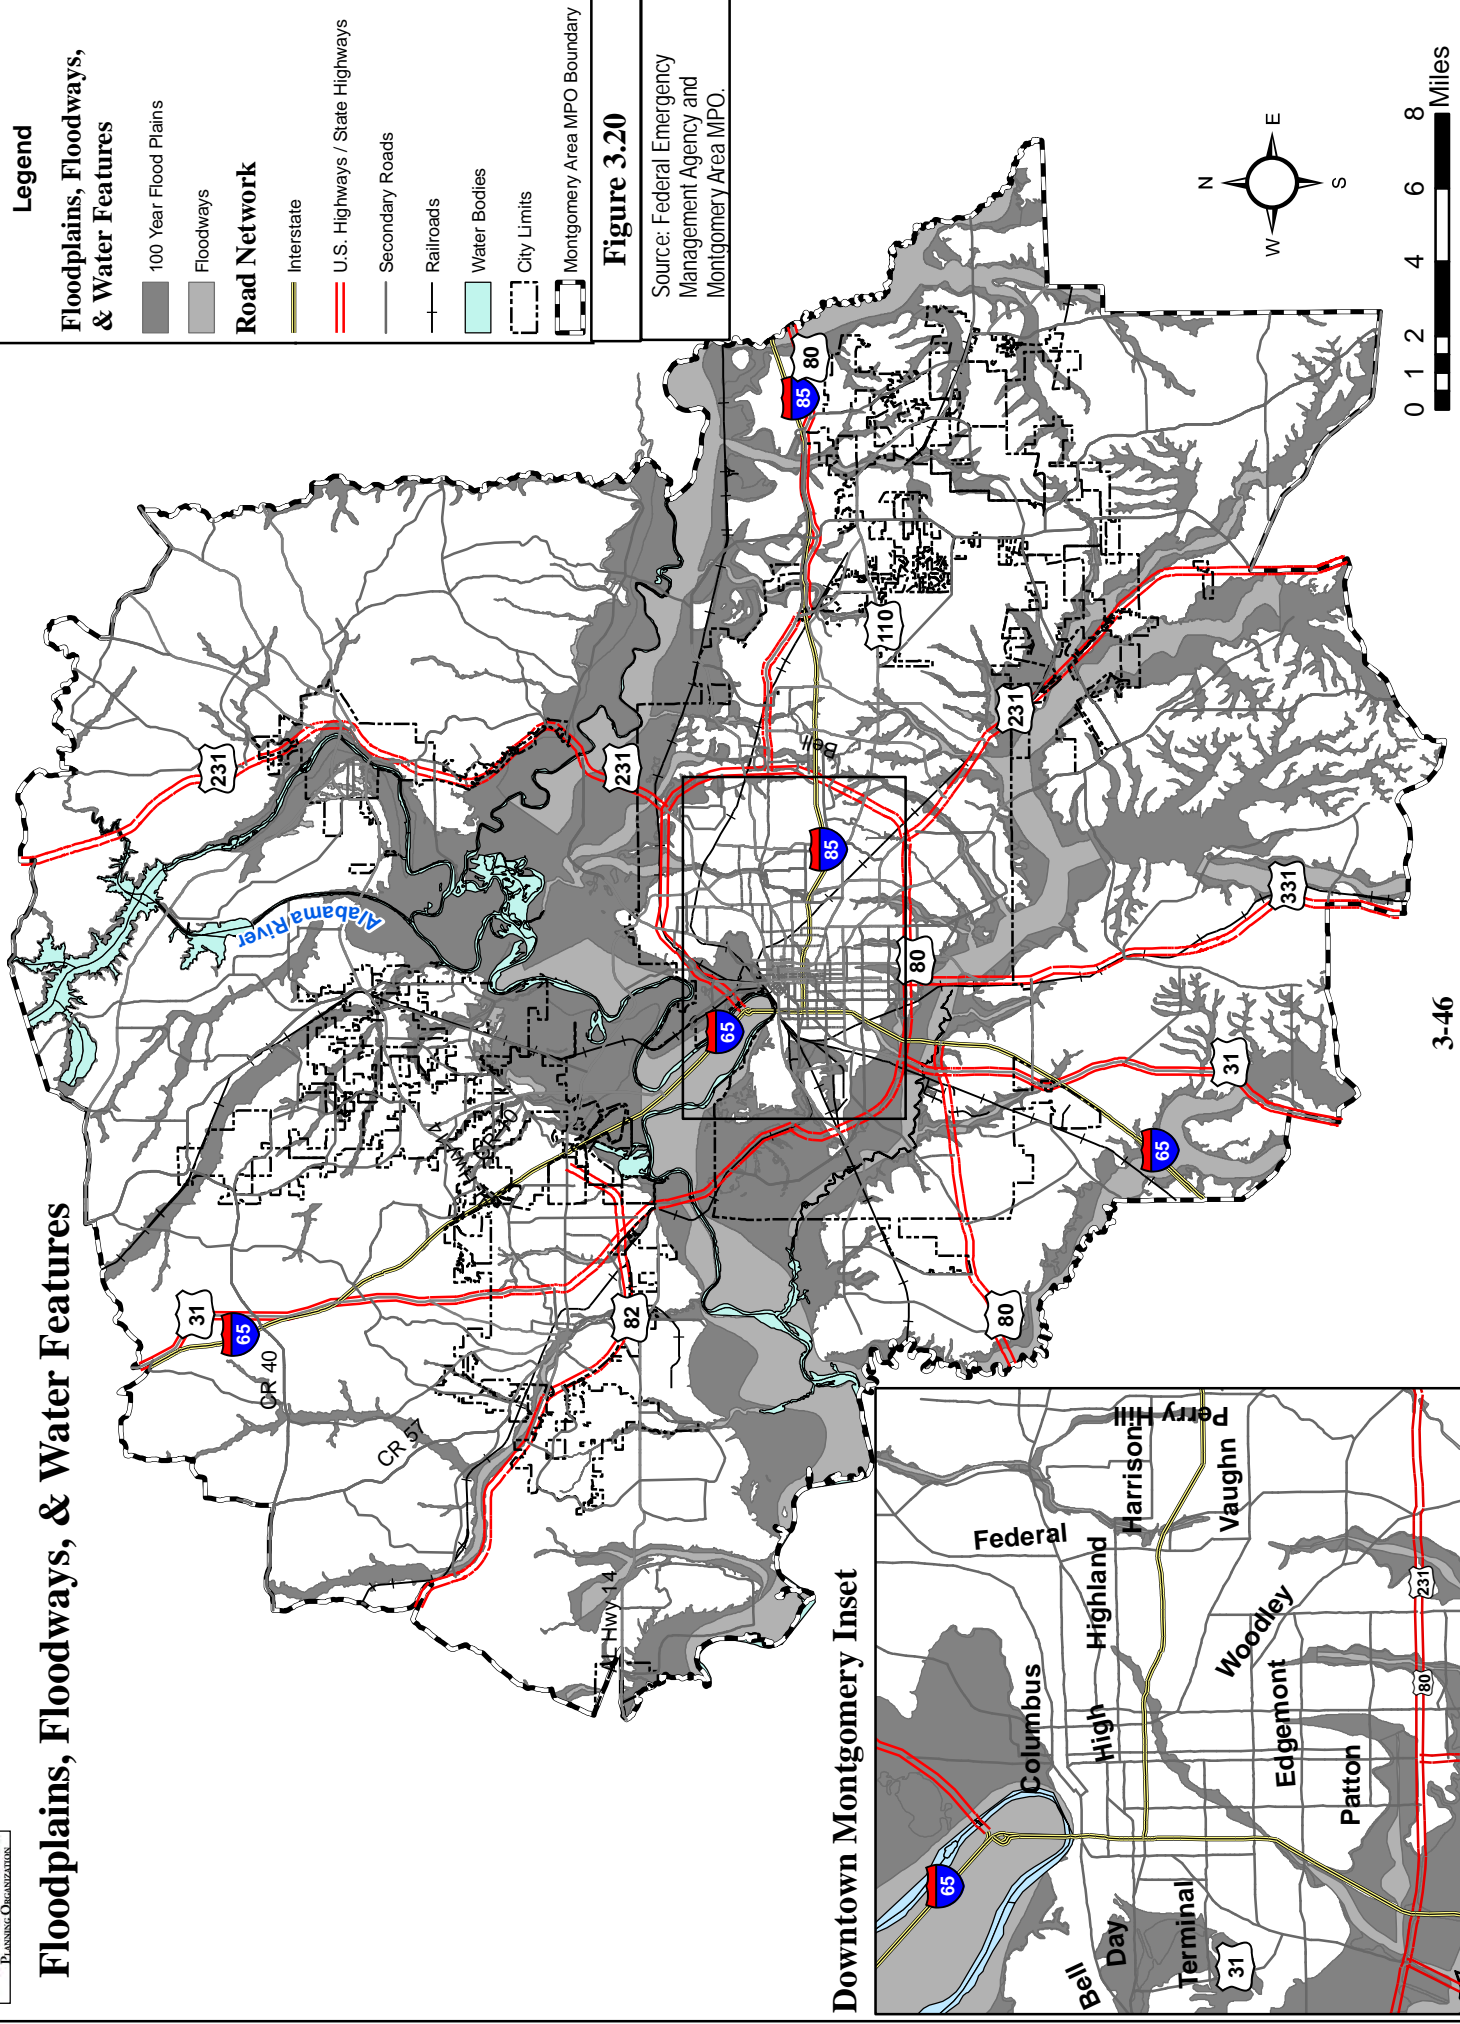 PLANNING ORGANIZATION
Floodplains, Floodways, & Water Features
Legend
Floodplains, Floodways,
& Water Features
100 Year Flood Plains
Floodways
Road Network
Interstate
U.S. Highways / State Highways
Secondary Roads
Railroads
Water Bodies
City Limits
Montgomery Area MPO Boundary
Figure 3.20
Source: Federal Emergency
Management Agency and
Montgomery Area MPO.
231
Alabama River
31
65
CR 40
CR 57
82
AL Hwy 14
231
65
85
Bell
80
85
80
110
231
331
31
65
80
N
E
S
W
0 1 2 4 6 8
Miles
Downtown Montgomery Inset
65
Federal
Columbus
High
Highland
Harrison
Perry Hill
Vaughn
Woodley
Edgemont
Patton
Bell
Day
Terminal
31
80
231
3-46